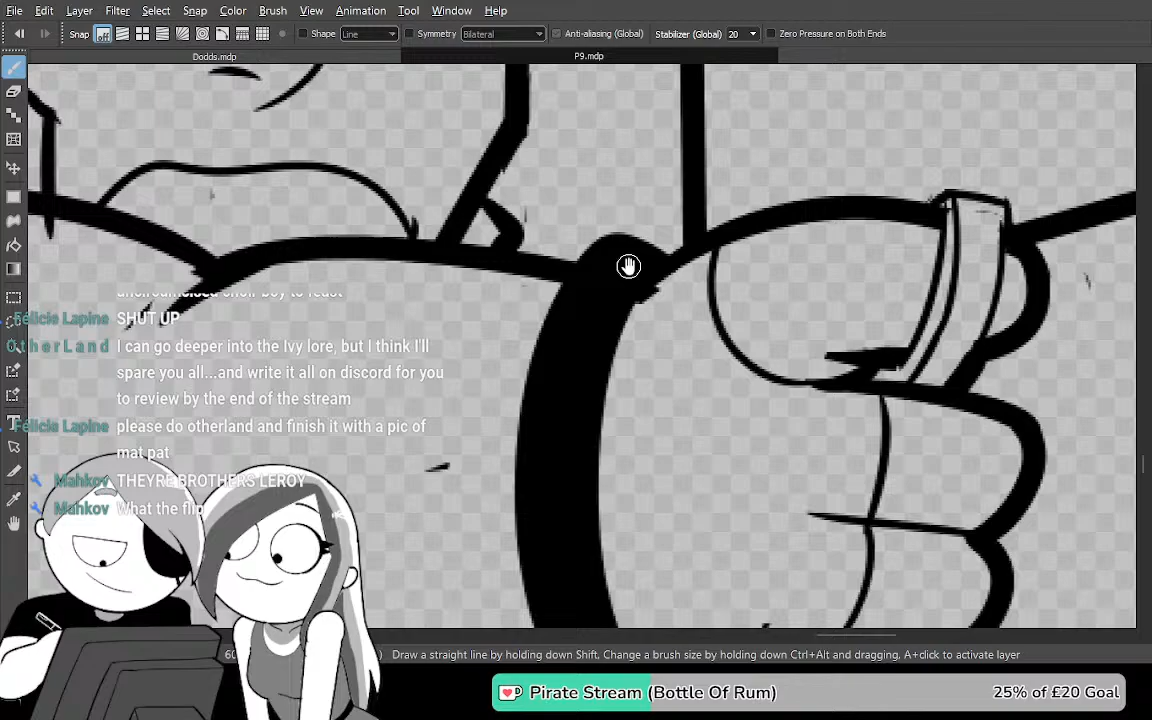 File Edit Layer Filter Select Snap Color Brush View Animation Tool Window Help
Snap off Shape Line Symmetry Bilateral Anti-aliasing (Global) Stabilizer (Global) 20 Zero Pressure on Both Ends
Dodds.mdp P9.mdp
Félicie Lapine SHUT UP
OtherLand I can go deeper into the Ivy lore, but I think I'll
spare you all...and write it all on discord for you
to review by the end of the stream
Félicie Lapine please do otherland and finish it with a pic of
mat pat
Mahkov THEYRE BROTHERS LEROY
Mahkov What the flip
Draw a straight line by holding down Shift, Change a brush size by holding down Ctrl+Alt and dragging, A+click to activate layer
Pirate Stream (Bottle Of Rum) 25% of £20 Goal